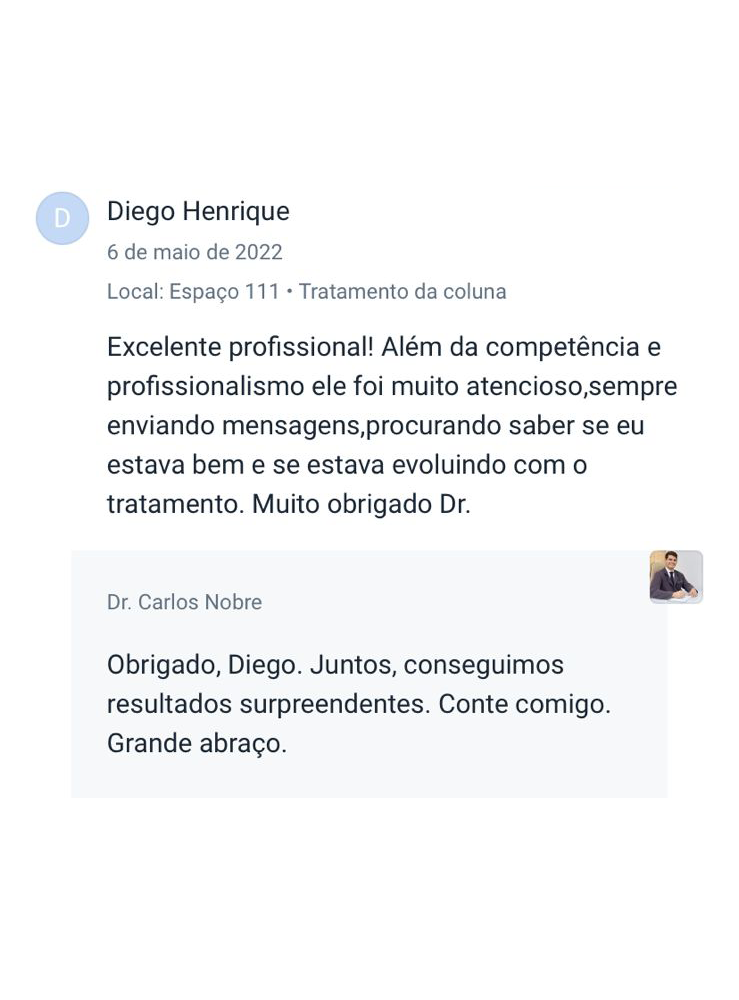 D
Diego Henrique
6 de maio de 2022
Local: Espaço 111 • Tratamento da coluna
Excelente profissional! Além da competência e
profissionalismo ele foi muito atencioso,sempre
enviando mensagens,procurando saber se eu
estava bem e se estava evoluindo com o
tratamento. Muito obrigado Dr.
Dr. Carlos Nobre
Obrigado, Diego. Juntos, conseguimos
resultados surpreendentes. Conte comigo.
Grande abraço.